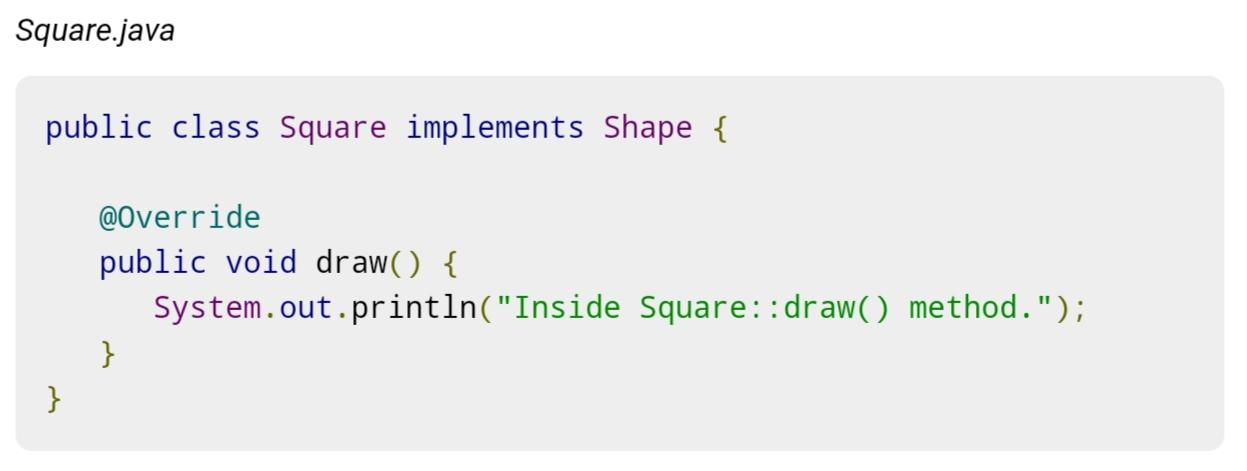 Square.java
public class Square implements Shape {
@Override
public void draw() {
System.out.println("Inside Square::draw() method.");
}
}